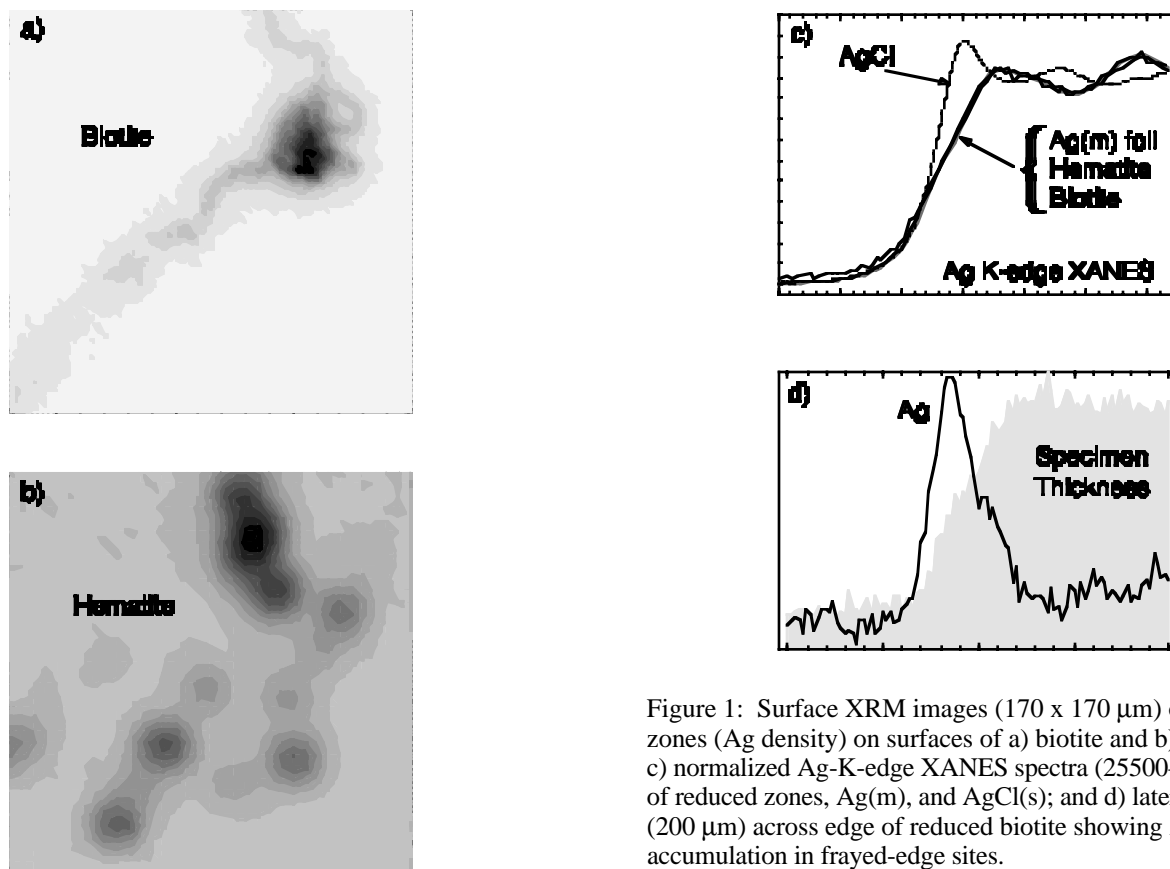 a)
Biotite
b)
Hematite
c)
AgCl
Ag(m) foil
Hematite
Biotite
Ag K-edge XANES
d)
Ag
Specimen
Thickness
Figure 1: Surface XRM images (170 x 170 µm)
zones (Ag density) on surfaces of a) biotite and b)
c) normalized Ag-K-edge XANES spectra (25500-
of reduced zones, Ag(m), and AgCl(s); and d)
(200 µm) across edge of reduced biotite showing
accumulation in frayed-edge sites.